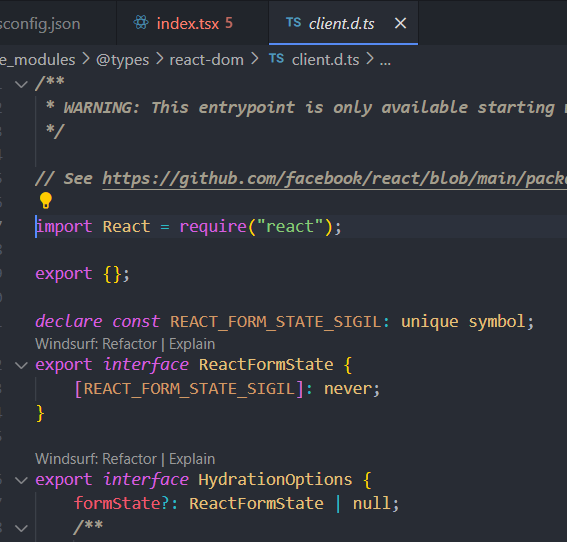 sconfig.json index.tsx 5 TS client.d.ts
e_modules > @types > react-dom > TS client.d.ts > ...
/**
* WARNING: This entrypoint is only available starting
*/
// See https://github.com/facebook/react/blob/main/pack
import React = require("react");
export {};
declare const REACT_FORM_STATE_SIGIL: unique symbol;
Windsurf: Refactor | Explain
export interface ReactFormState {
[REACT_FORM_STATE_SIGIL]: never;
}
Windsurf: Refactor | Explain
export interface HydrationOptions {
formState?: ReactFormState | null;
/**